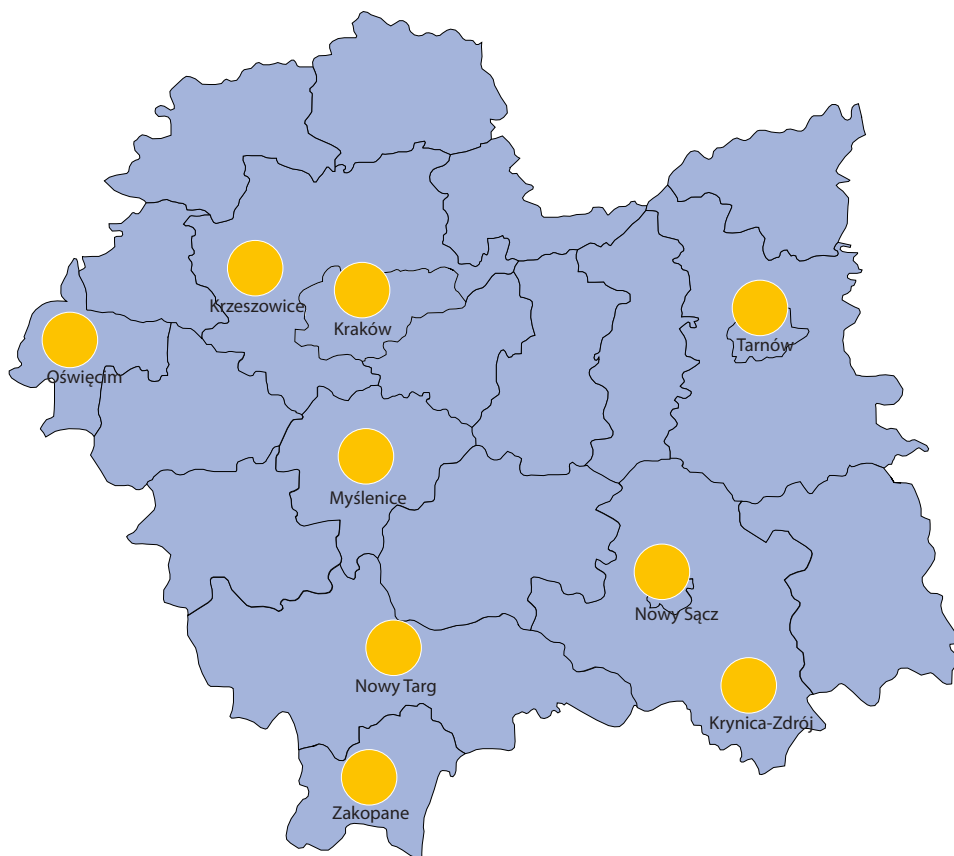 Krzeszowice
Kraków
Tarnów
Oświęcim
Myślenice
Nowy Sącz
Nowy Targ
Krynica-Zdrój
Zakopane